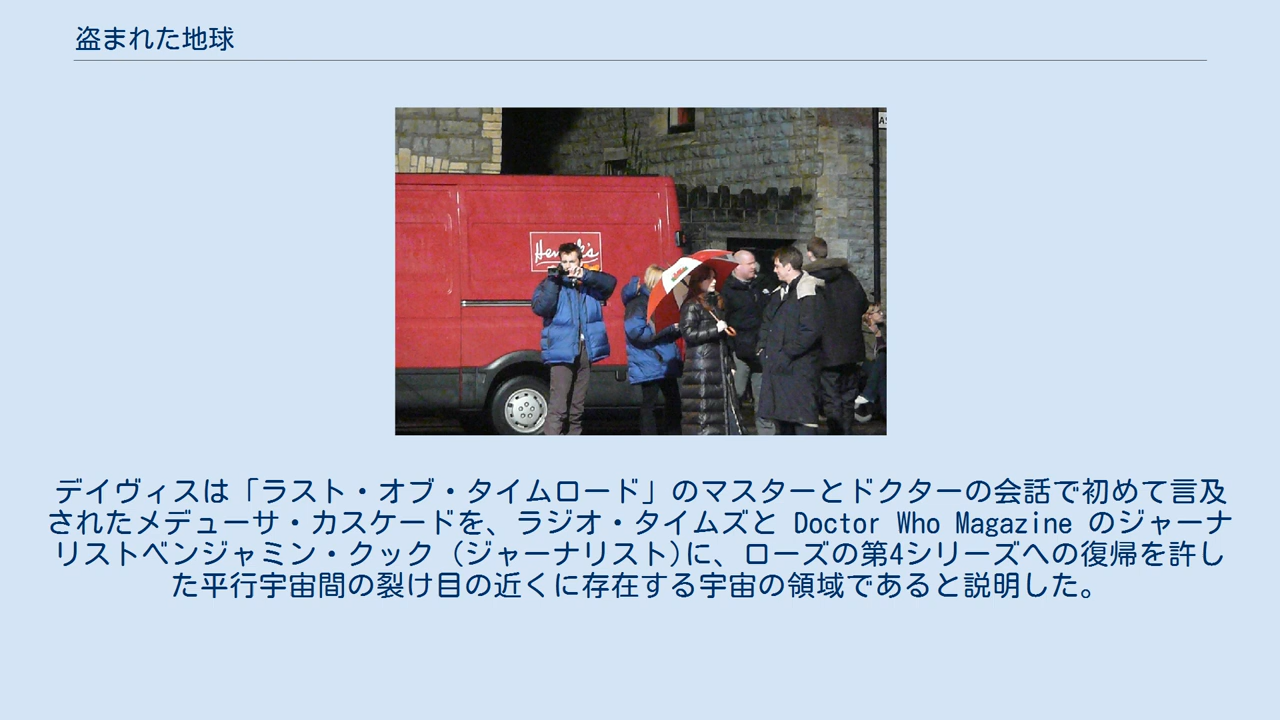 盗まれた地球
A
デイヴィスは「ラスト・オブ・タイムロード」のマスターとドクターの会話で初めて言及
されたメデューサ・カスケードを、ラジオ・タイムズと Doctor Who Magazine のジャーナ
リストベンジャミン・クック (ジャーナリスト)に、ローズの第4シリーズへの復帰を許し
た平行宇宙間の裂け目の近くに存在する宇宙の領域であると説明した。